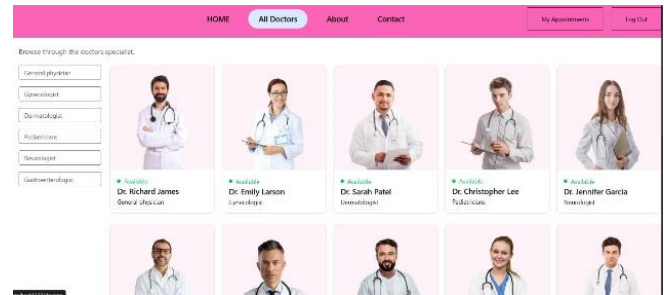 HOME All Doctors About Contact My Appointments Log Out
Browse through the doctors specialist.
General physician
Gynecologist
Dermatologist
Pediatricians
Neurologist
Gastroenterologist
Available Available Available Available Available
Dr. Richard James Dr. Emily Larson Dr. Sarah Patel Dr. Christopher Lee Dr. Jennifer Garcia
General physician Gynecologist Dermatologist Pediatricians Neurologist